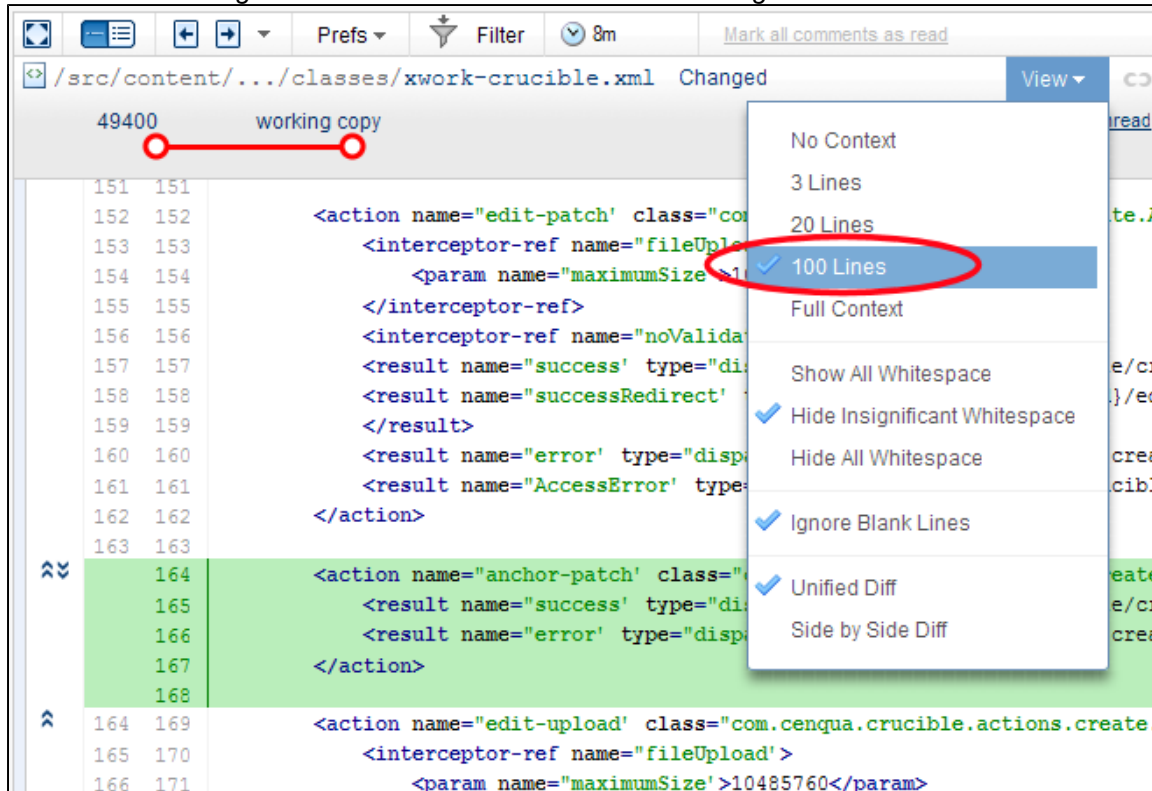 Prefs Filter 8m Mark all comments as read
/src/content/.../classes/xwork-crucible.xml Changed View
49400 working copy
151 151
152 152 <action name="edit-patch' class="co
153 153 <interceptor-ref name="fileUplo
154 154 <param name="maximumSize'>1
155 155 </interceptor-ref>
156 156 <interceptor-ref name="noValida
157 157 <result name="success' type="di
158 158 <result name="successRedirect'
159 159 </result>
160 160 <result name="error' type="disp
161 161 <result name="AccessError' type=
162 162 </action>
163 163
164 <action name="anchor-patch' class="
165 <result name="success' type="di
166 <result name="error' type="disp
167 </action>
168
164 169 <action name="edit-upload' class="com.cenqua.crucible.actions.create
165 170 <interceptor-ref name="fileUpload'>
166 171 <param name="maximumSize'>10485760</param>
No Context
3 Lines
20 Lines
100 Lines
Full Context
Show All Whitespace
Hide Insignificant Whitespace
Hide All Whitespace
Ignore Blank Lines
Unified Diff
Side by Side Diff